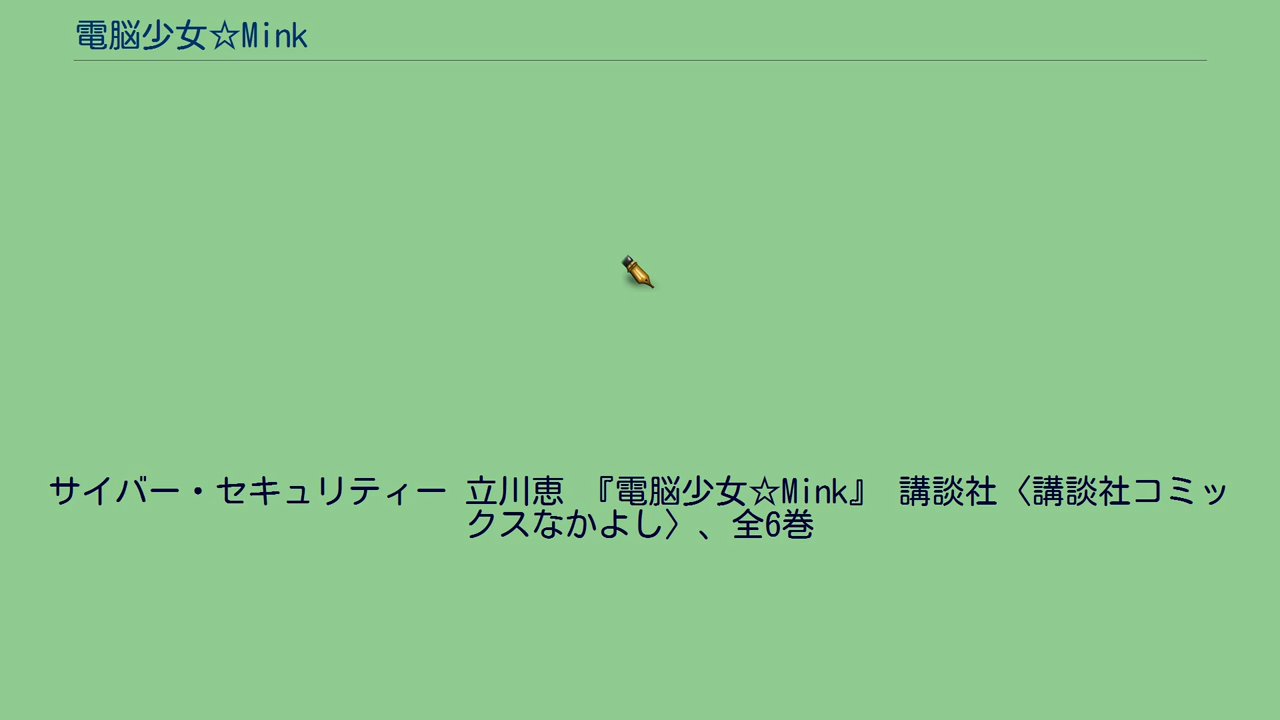 電脳少女☆Mink
サイバー・セキュリティー 立川恵 『電脳少女☆Mink』 講談社〈講談社コミッ
クスなかよし〉、全6巻